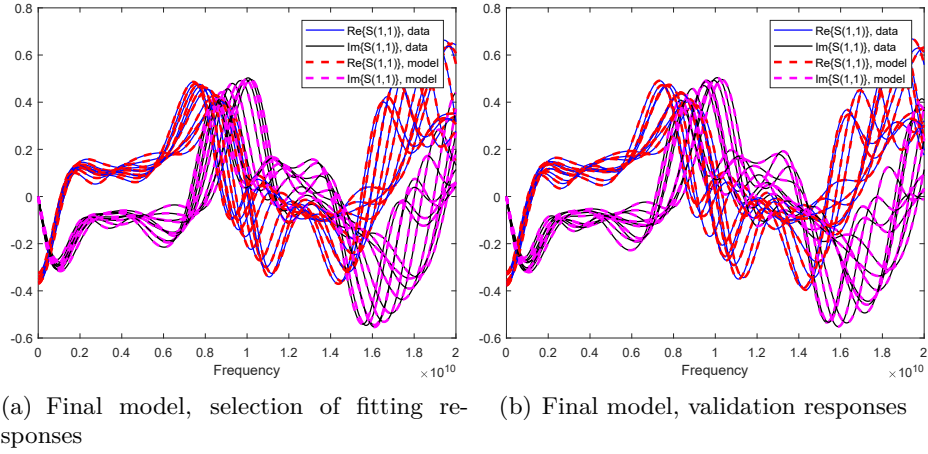 0.8
0.6
0.4
0.2
0
-0.2
-0.4
-0.6
Re{S(1,1)}, data
Im{S(1,1)}, data
Re{S(1,1)}, model
Im{S(1,1)}, model
0 0.2 0.4 0.6 0.8 1.0 1.2 1.4 1.6 1.8 2.0
Frequency
×10^10
(a) Final model, selection of fitting re-
sponses
0.8
0.6
0.4
0.2
0
-0.2
-0.4
-0.6
Re{S(1,1)}, data
Im{S(1,1)}, data
Re{S(1,1)}, model
Im{S(1,1)}, model
0 0.2 0.4 0.6 0.8 1.0 1.2 1.4 1.6 1.8 2.0
Frequency
×10^10
(b) Final model, validation responses